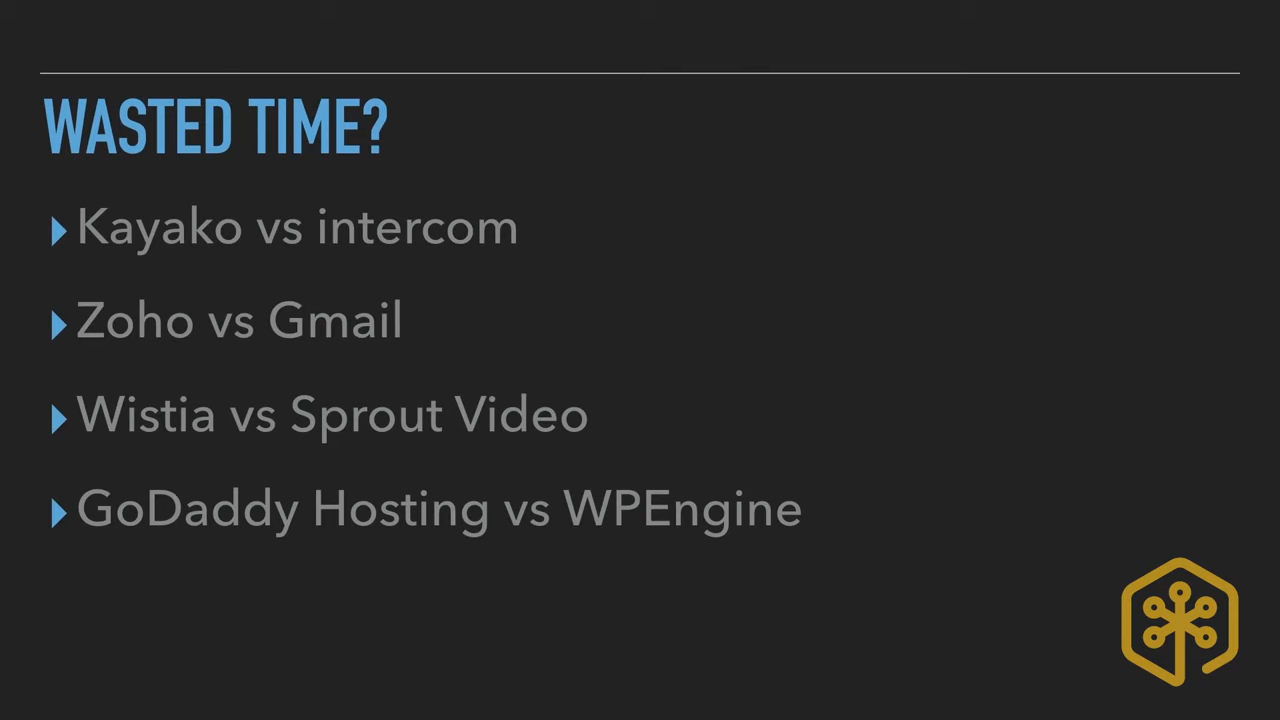 WASTED TIME?
Kayako vs intercom
Zoho vs Gmail
Wistia vs Sprout Video
GoDaddy Hosting vs WPEngine